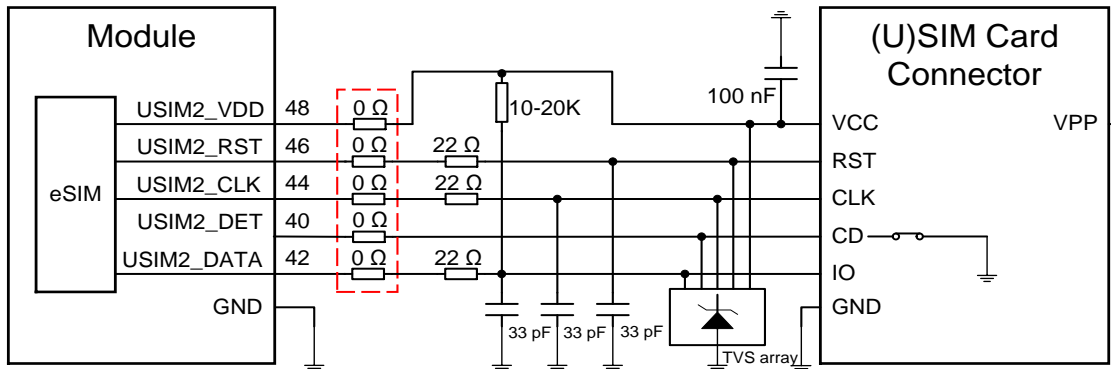 Module
(U)SIM Card
Connector
eSIM
USIM2_VDD 48 0 Ω
10-20K
100 nF
VCC
VPP
USIM2_RST 46 0 Ω 22 Ω
RST
USIM2_CLK 44 0 Ω 22 Ω
CLK
USIM2_DET 40 0 Ω
CD
USIM2_DATA 42 0 Ω 22 Ω
IO
GND
GND
33 pF 33 pF 33 pF
TVS array